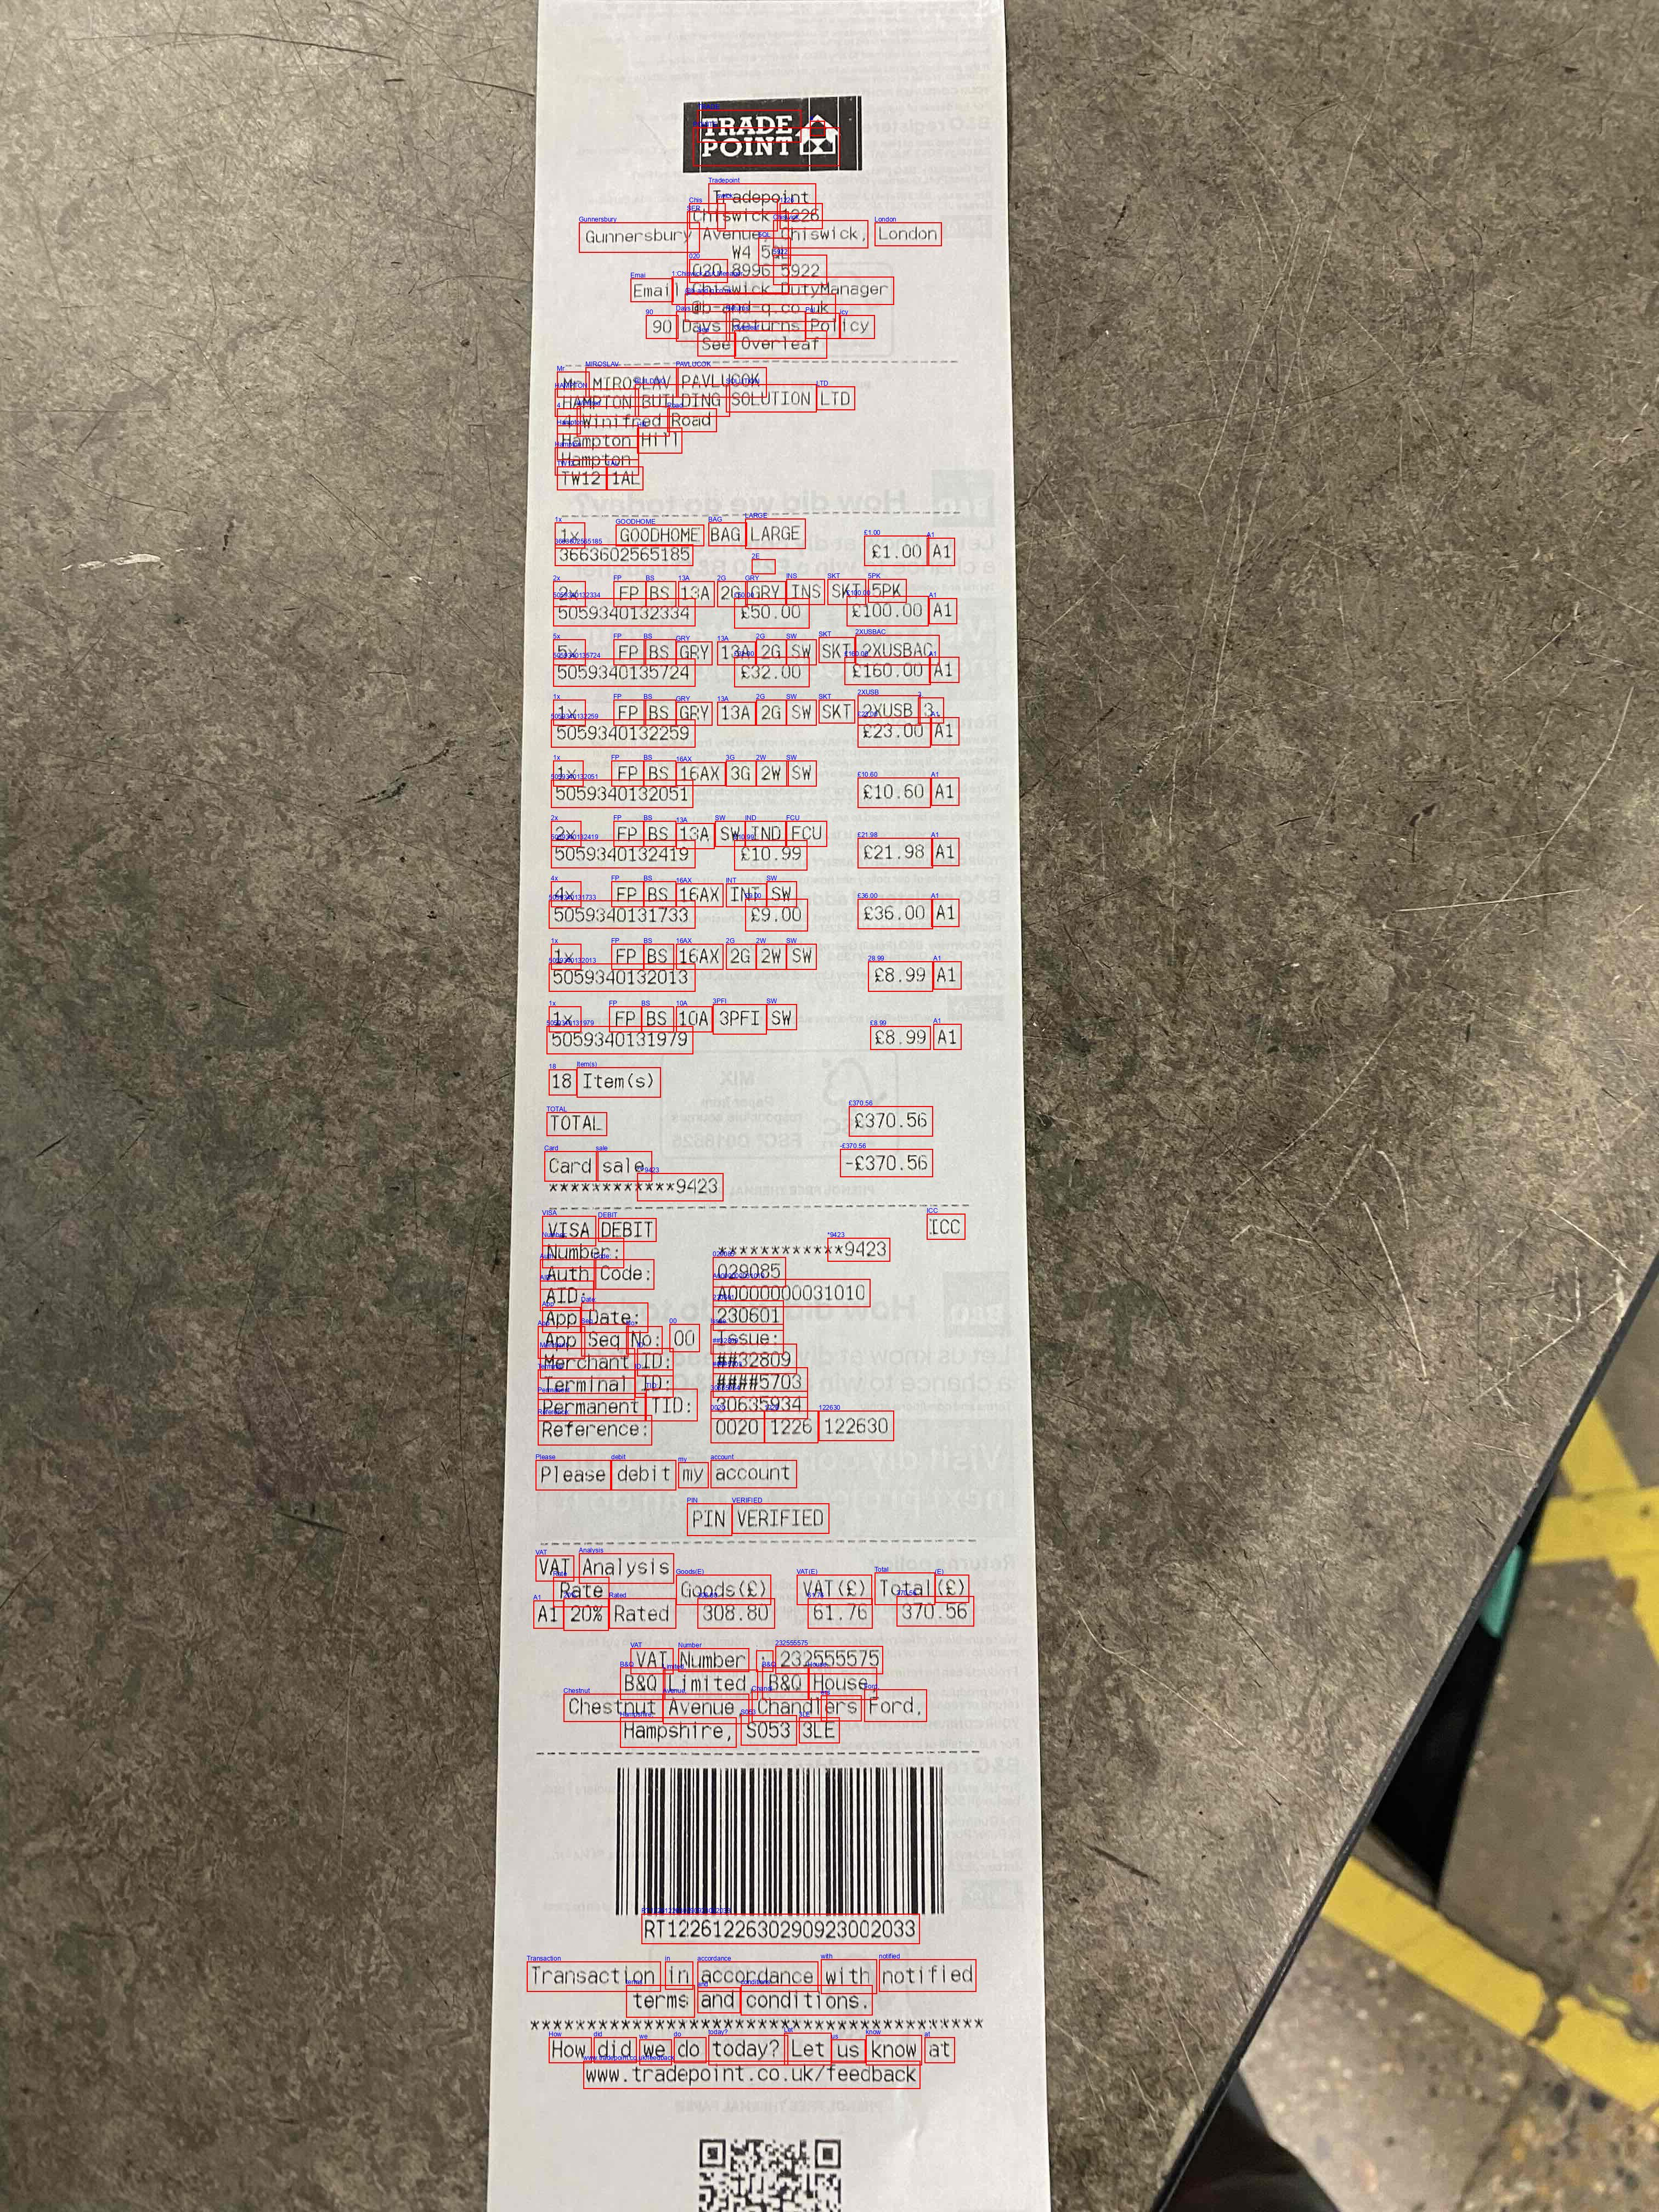 TRADE
POINT
Tradepoint
Chiswick 1226
Gunnersbury Avenue, Chiswick, London
W4 5QL
020 8996 5922
Email Chiswick.DutyManager
@b-and-q.co.uk
90 Days Returns Policy
See Overleaf
Mr MIROSLAV PAVLUCOK
HAMPTON BUILDING SOLUTION LTD
4 Winifred Road
Hampton Hill
Hampton
TW12 1AL
1x GOODHOME BAG LARGE
3663602565185 £1.00 A1
2x FP BS 13A 2G GRY INS SKT 5PK
5059340132334 £50.00 £100.00 A1
5x FP BS GRY 13A 2G SW SKT 2XUSBAC
5059340135724 £32.00 £160.00 A1
1x FP BS GRY 13A 2G SW SKT 2XUSB 3.
5059340132259 £23.00 A1
1x FP BS 16AX 3G 2W SW
5059340132051 £10.60 A1
2x FP BS 13A SW IND FCU
5059340132419 £10.99 £21.98 A1
4x FP BS 16AX INT SW
5059340131733 £9.00 £36.00 A1
1x FP BS 16AX 2G 2W SW
5059340132013 £8.99 A1
1x FP BS 10A 3PFI SW
5059340131979 £8.99 A1
18 Item(s)
TOTAL £370.56
Card sale -£370.56
************9423
VISA DEBIT ICC
Number: ************9423
Auth Code: 029085
AID: A0000000031010
App Date: 230601
App Seq No: 00 Issue:
Merchant ID: ##32809
Terminal ID: ####5703
Permanent TID: 30635934
Reference: 0020 1226 122630
Please debit my account
PIN VERIFIED
VAT Analysis
Rate Goods(£) VAT(£) Total(£)
A1 20% Rated 308.80 61.76 370.56
VAT Number : 232555575
B&Q Limited, B&Q House,
Chestnut Avenue, Chandlers Ford,
Hampshire, SO53 3LE
RT1226122630290923002033
Transaction in accordance with notified
terms and conditions.
****************************************
How did we do today? Let us know at
www.tradepoint.co.uk/feedback